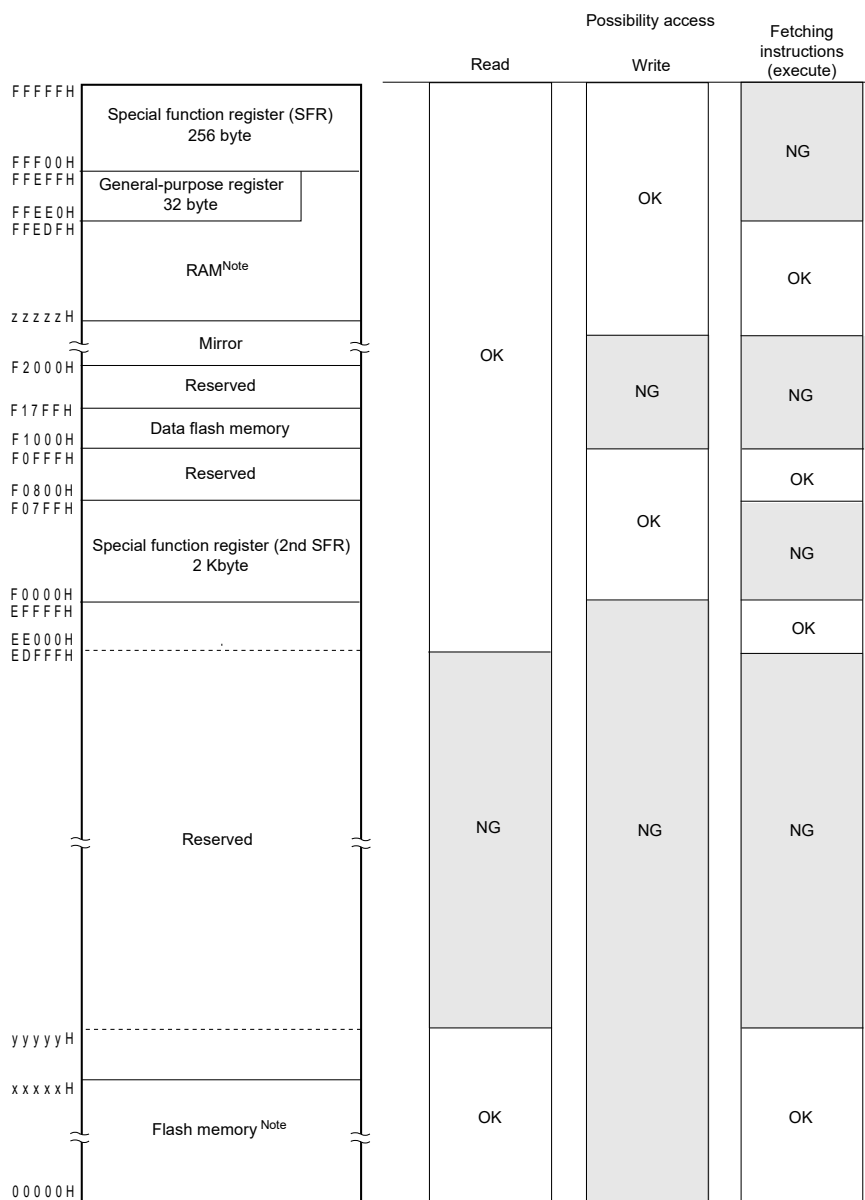 Possibility access
Read
Write
Fetching
instructions
(execute)
FFFFFH
Special function register (SFR)
256 byte
NG
FFF00H
FFEFFH
General-purpose register
32 byte
OK
FFEE0H
FFEDFH
RAM Note
OK
zzzzzH
Mirror
OK
F2000H
Reserved
NG
NG
F17FFH
Data flash memory
F1000H
F0FFFH
Reserved
OK
F0800H
F07FFH
OK
Special function register (2nd SFR)
2 Kbyte
NG
F0000H
EFFFFH
OK
EE000H
EDFFFH
NG
NG
NG
Reserved
yyyyyH
xxxxxH
Flash memory Note
OK
OK
00000H